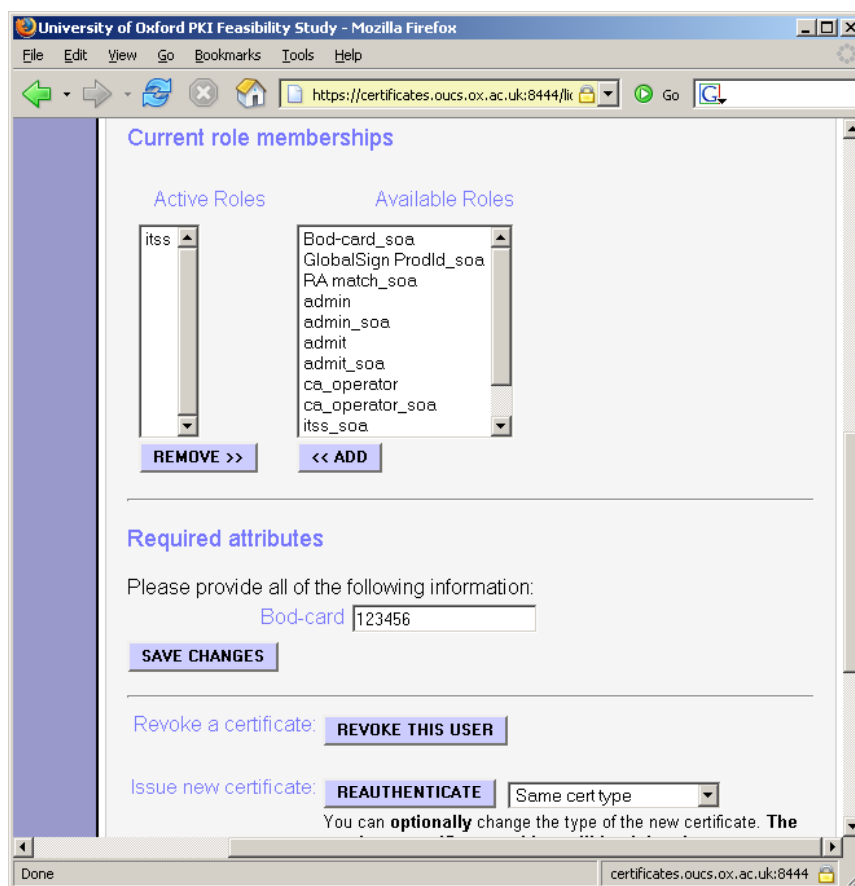 University of Oxford PKI Feasibility Study - Mozilla Firefox
File Edit View Go Bookmarks Tools Help
https://certificates.oucs.ox.ac.uk:8444/lic Go G
Current role memberships
Active Roles Available Roles
itss
Bod-card_soa
GlobalSign ProdId_soa
RA match_soa
admin
admin_soa
admit
admit_soa
ca_operator
ca_operator_soa
itss_soa
REMOVE >> << ADD
Required attributes
Please provide all of the following information:
Bod-card 123456
SAVE CHANGES
Revoke a certificate: REVOKE THIS USER
Issue new certificate: REAUTHENTICATE Same cert type
You can optionally change the type of the new certificate. The
Done certificates.oucs.ox.ac.uk:8444